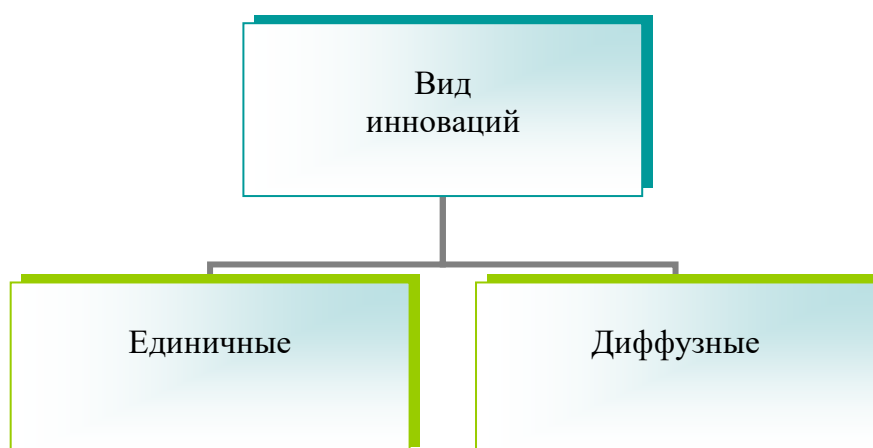 Вид
инноваций
Единичные
Диффузные